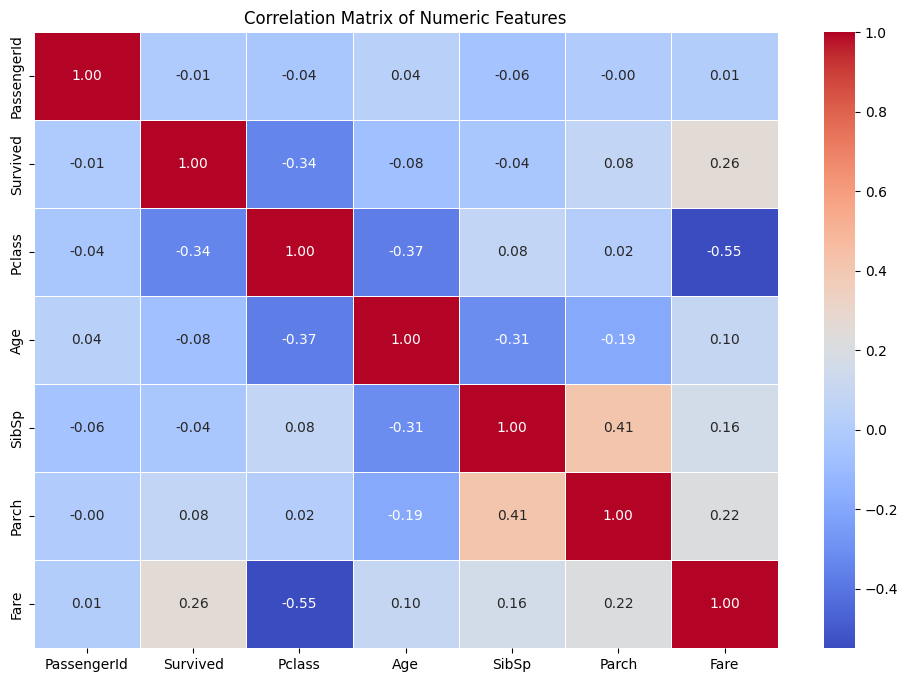 Correlation Matrix of Numeric Features
PassengerId 1.00 -0.01 -0.04 0.04 -0.06 -0.00 0.01
Survived -0.01 1.00 -0.34 -0.08 -0.04 0.08 0.26
Pclass -0.04 -0.34 1.00 -0.37 0.08 0.02 -0.55
Age 0.04 -0.08 -0.37 1.00 -0.31 -0.19 0.10
SibSp -0.06 -0.04 0.08 -0.31 1.00 0.41 0.16
Parch -0.00 0.08 0.02 -0.19 0.41 1.00 0.22
Fare 0.01 0.26 -0.55 0.10 0.16 0.22 1.00
PassengerId Survived Pclass Age SibSp Parch Fare
1.0
0.8
0.6
0.4
0.2
0.0
−0.2
−0.4